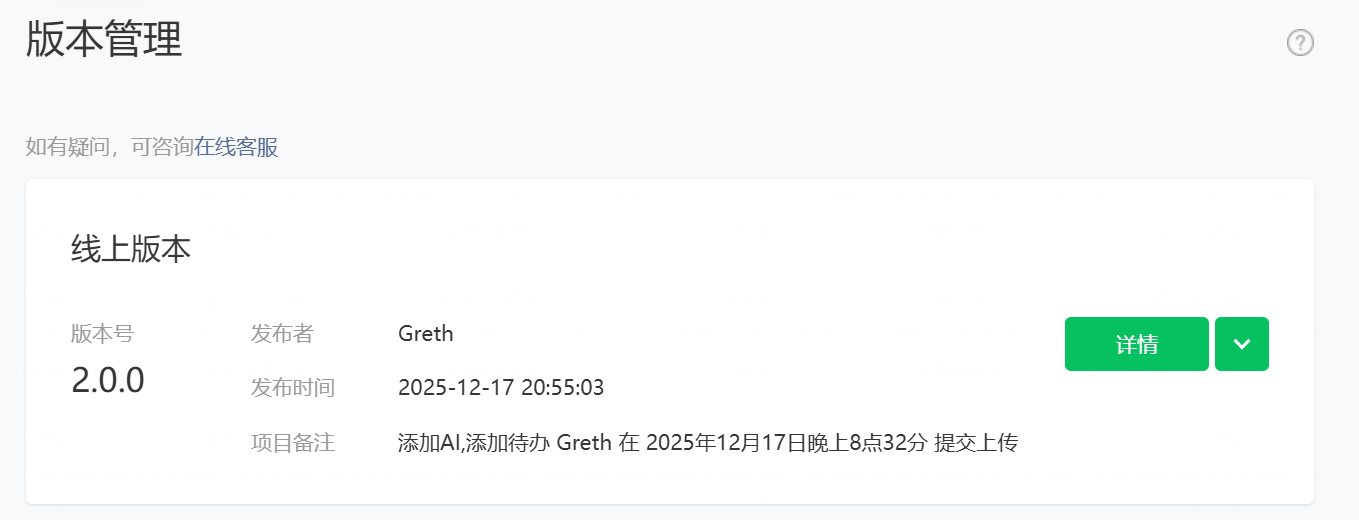 版本管理
?
如有疑问，可咨询在线客服
线上版本
版本号
2.0.0
发布者 Greth
发布时间 2025-12-17 20:55:03
项目备注 添加AI,添加待办 Greth 在 2025年12月17日晚上8点32分 提交上传
详情